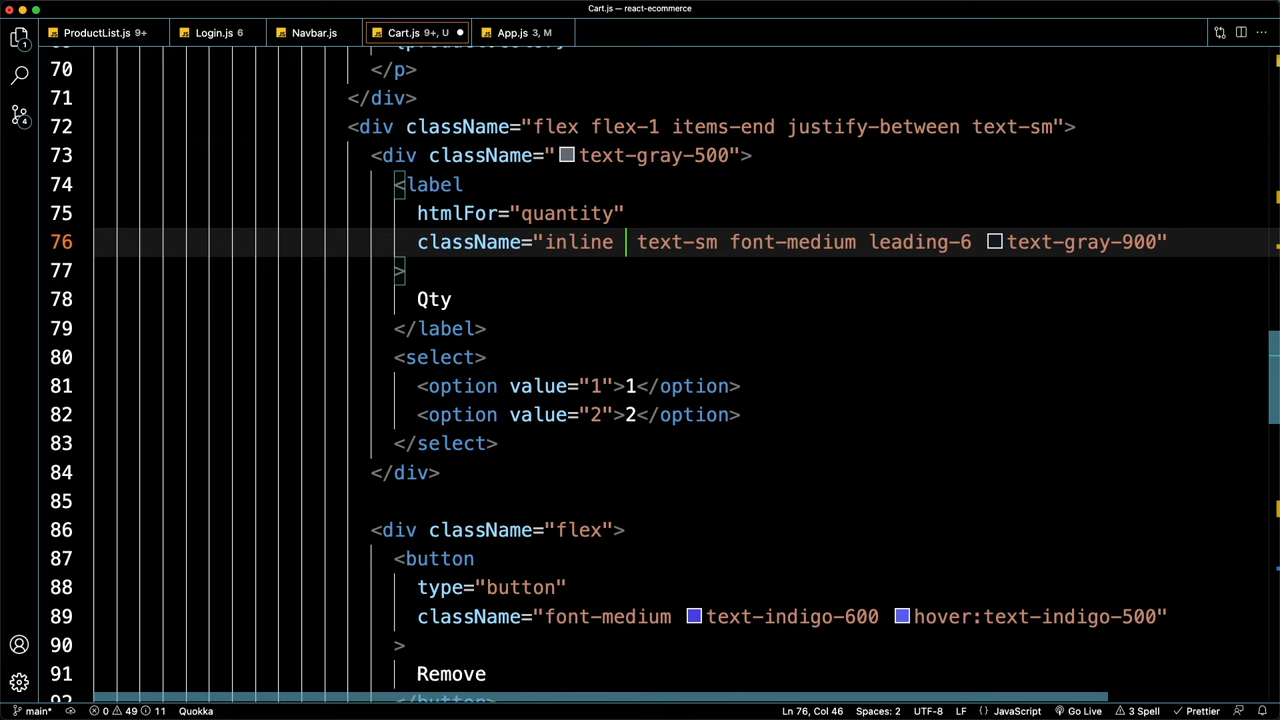 Cart.js — react-ecommerce
ProductList.js 9+ Login.js 6 Navbar.js Cart.js 9+, U App.js 3, M
70 </p>
71 </div>
72 <div className="flex flex-1 items-end justify-between text-sm">
73 <div className="text-gray-500">
74 <label
75 htmlFor="quantity"
76 className="inline  text-sm font-medium leading-6 text-gray-900"
77 >
78 Qty
79 </label>
80 <select>
81 <option value="1">1</option>
82 <option value="2">2</option>
83 </select>
84 </div>
85
86 <div className="flex">
87 <button
88 type="button"
89 className="font-medium text-indigo-600 hover:text-indigo-500"
90 >
91 Remove
92 </button>
1
4
main* 0 49 11 Quokka Ln 76, Col 46 Spaces: 2 UTF-8 LF {} JavaScript Go Live 3 Spell Prettier